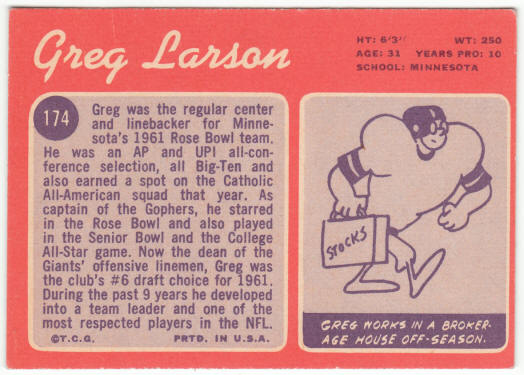 Greg Larson
HT: 6'3" WT: 250
AGE: 31 YEARS PRO: 10
SCHOOL: MINNESOTA
174
Greg was the regular center
and linebacker for Minne-
sota's 1961 Rose Bowl team.
He was an AP and UPI all-con-
ference selection, all Big-Ten and
also earned a spot on the Catholic
All-American squad that year. As
captain of the Gophers, he starred
in the Rose Bowl and also played
in the Senior Bowl and the College
All-Star game. Now the dean of the
Giants' offensive linemen, Greg was
the club's #6 draft choice for 1961.
During the past 9 years he developed
into a team leader and one of the
most respected players in the NFL.
©T.C.G. PRTD. IN U.S.A.
STOCKS
GREG WORKS IN A BROKER-
AGE HOUSE OFF-SEASON.